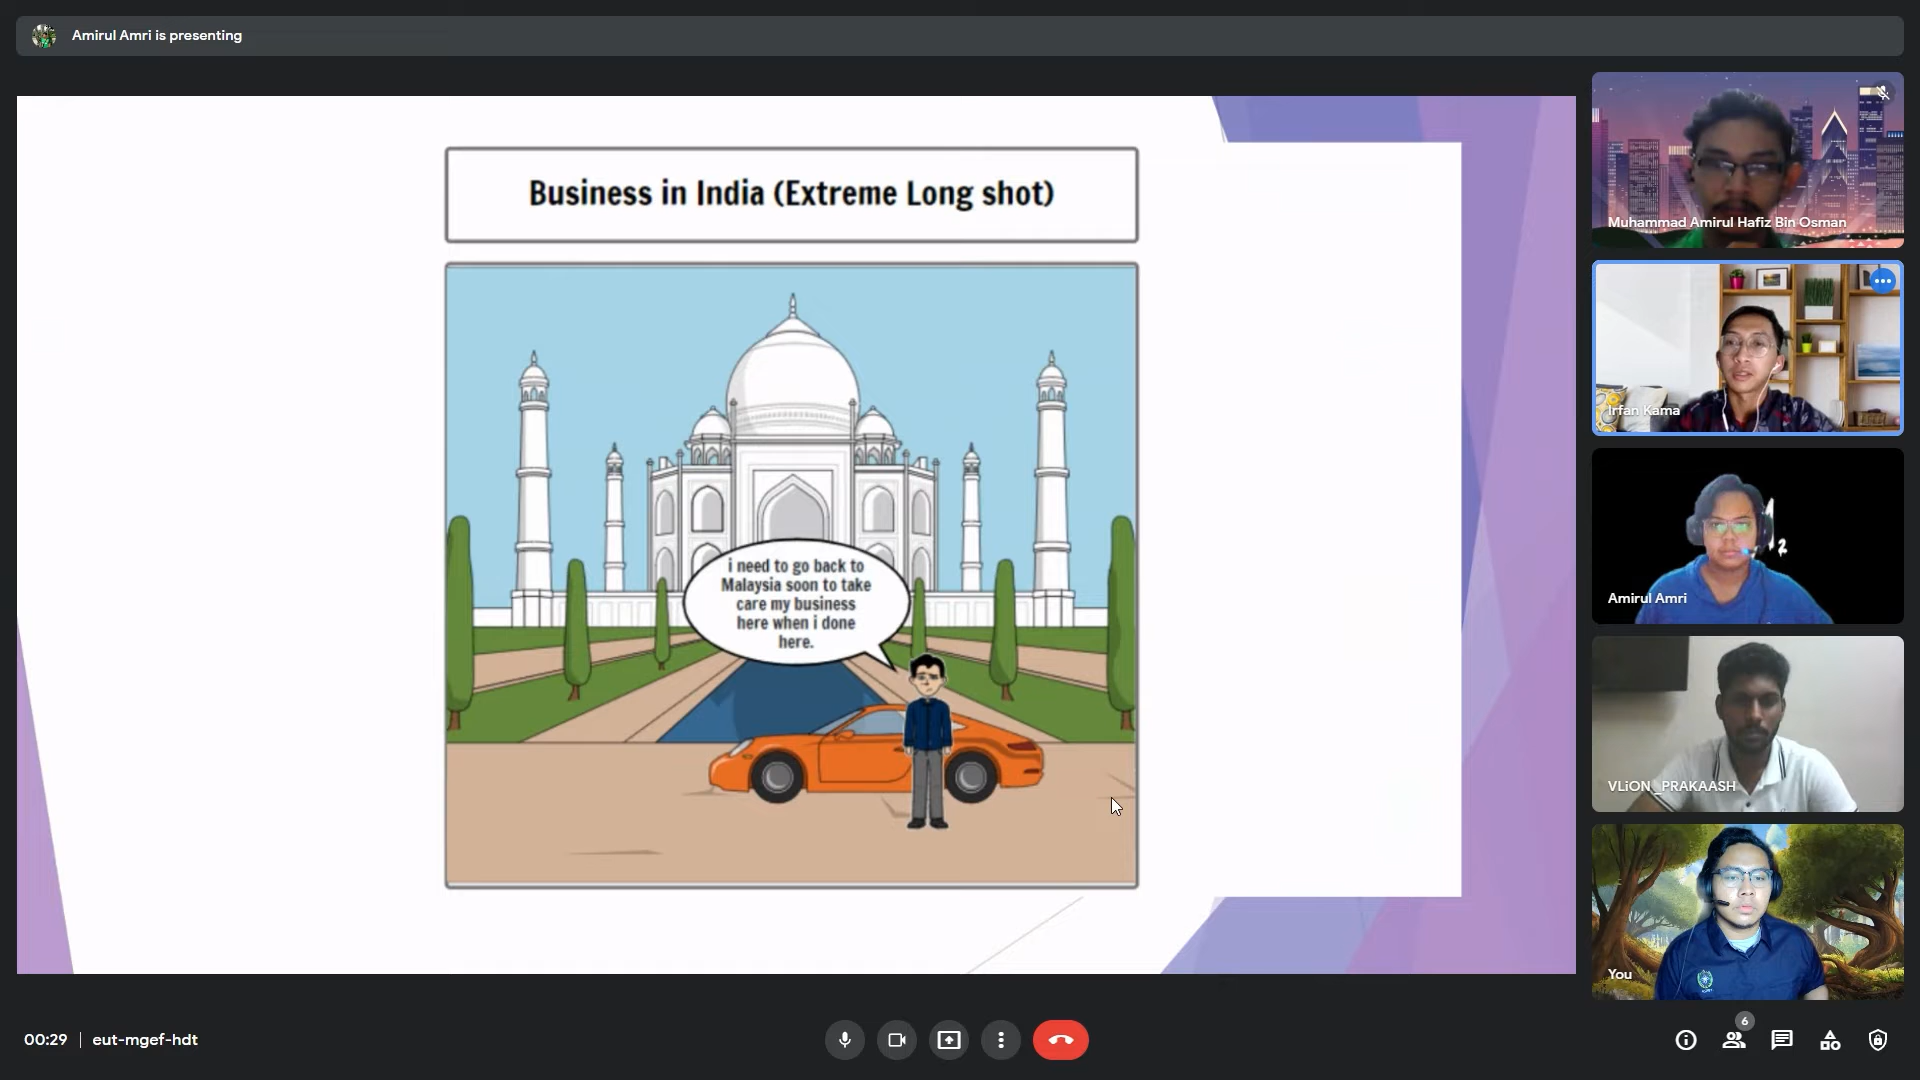 Amirul Amri is presenting
Business in India (Extreme Long shot)
i need to go back to
Malaysia soon to take
care my business
here when i done
here.
Muhammad Amirul Hafiz Bin Osman
Irfan Kama
2
Amirul Amri
VLiON_PRAKAASH
You
00:29 | eut-mgef-hdt
6